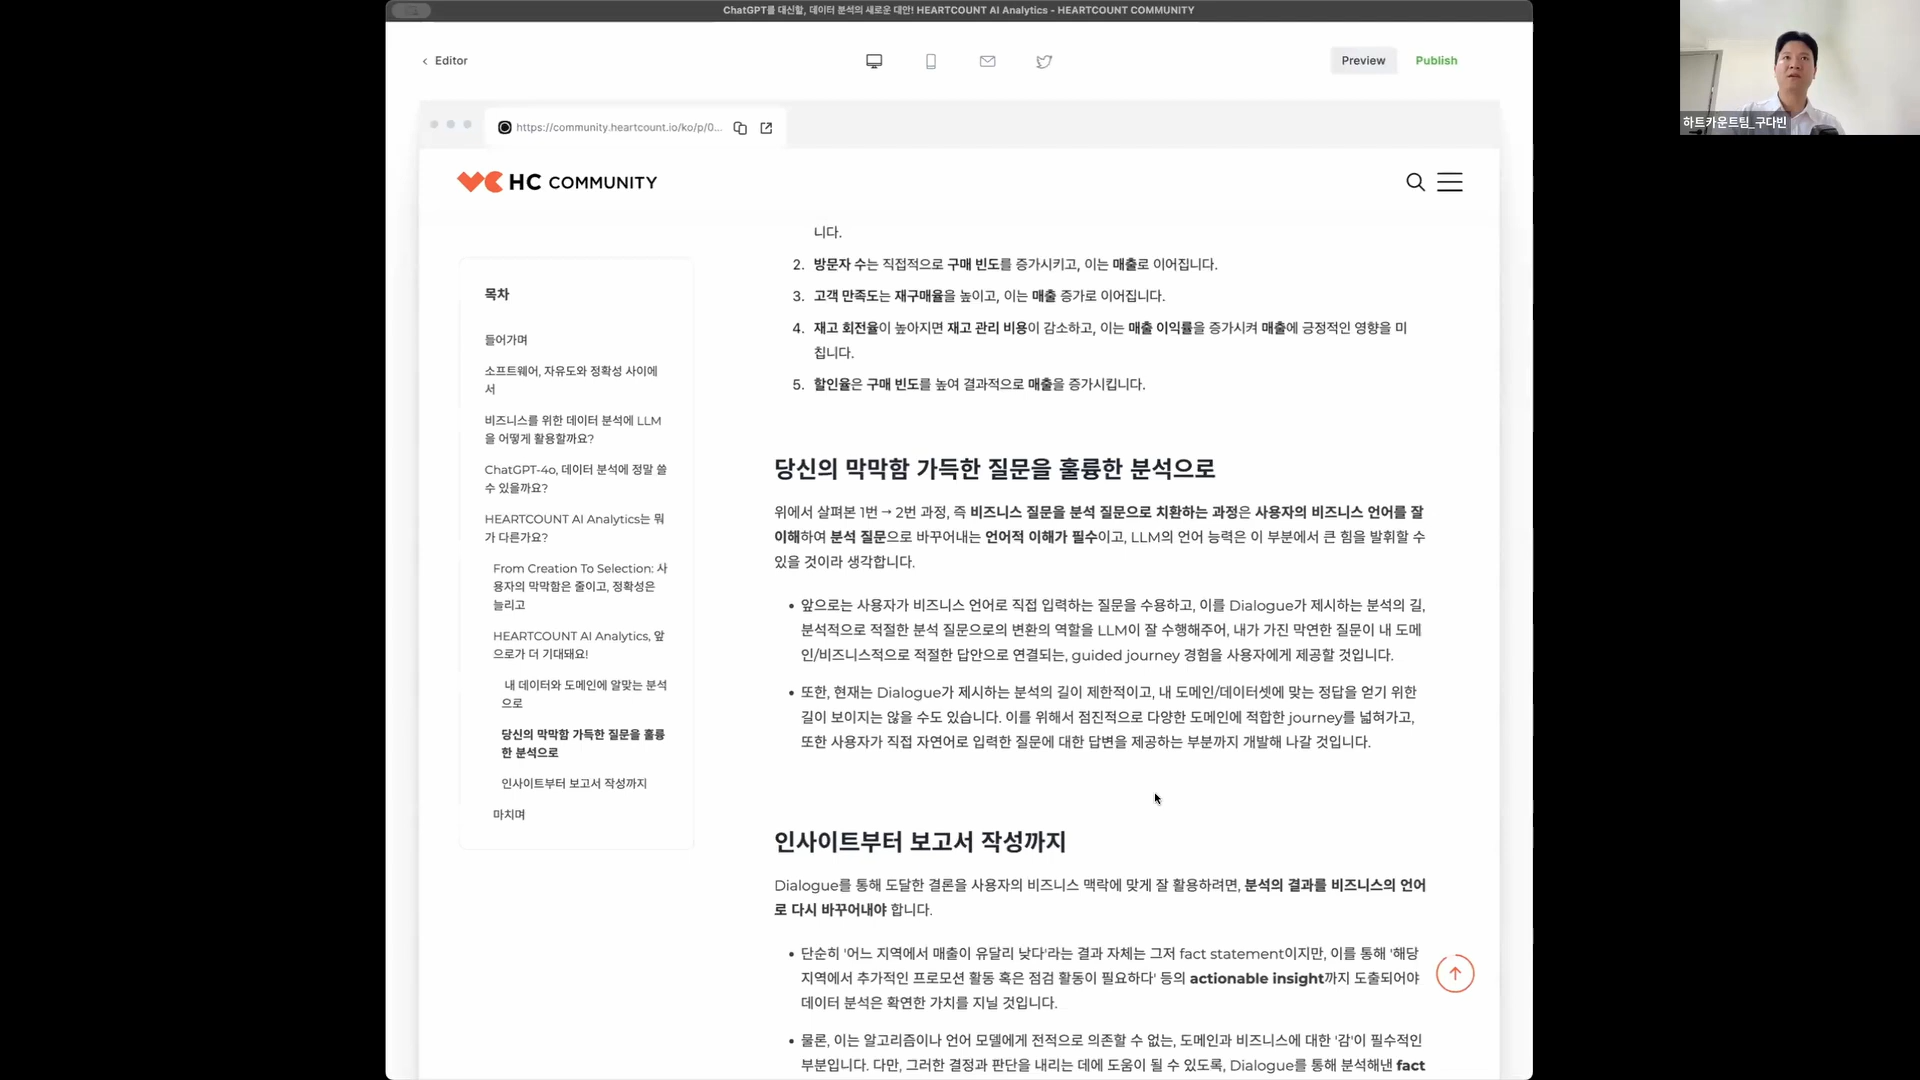 ChatGPT를 대신할, 데이터 분석의 새로운 대안! HEARTCOUNT AI Analytics - HEARTCOUNT COMMUNITY
Editor
Preview
Publish
https://community.heartcount.io/ko/p/0...
HC COMMUNITY
하트카운트팀_구다빈
목차
들어가며
소프트웨어, 자유도와 정확성 사이에
서
비즈니스를 위한 데이터 분석에 LLM
을 어떻게 활용할까요?
ChatGPT-4o, 데이터 분석에 정말 쓸
수 있을까요?
HEARTCOUNT AI Analytics는 뭐
가 다른가요?
From Creation To Selection: 사
용자의 막막함은 줄이고, 정확성은
늘리고
HEARTCOUNT AI Analytics, 앞
으로가 더 기대돼요!
내 데이터와 도메인에 알맞는 분석
으로
당신의 막막함 가득한 질문을 훌륭
한 분석으로
인사이트부터 보고서 작성까지
마치며
니다.
2. 방문자 수는 직접적으로 구매 빈도를 증가시키고, 이는 매출로 이어집니다.
3. 고객 만족도는 재구매율을 높이고, 이는 매출 증가로 이어집니다.
4. 재고 회전율이 높아지면 재고 관리 비용이 감소하고, 이는 매출 이익률을 증가시켜 매출에 긍정적인 영향을 미
칩니다.
5. 할인율은 구매 빈도를 높여 결과적으로 매출을 증가시킵니다.
당신의 막막함 가득한 질문을 훌륭한 분석으로
위에서 살펴본 1번 → 2번 과정, 즉 비즈니스 질문을 분석 질문으로 치환하는 과정은 사용자의 비즈니스 언어를 잘
이해하여 분석 질문으로 바꾸어내는 언어적 이해가 필수이고, LLM의 언어 능력은 이 부분에서 큰 힘을 발휘할 수
있을 것이라 생각합니다.
• 앞으로는 사용자가 비즈니스 언어로 직접 입력하는 질문을 수용하고, 이를 Dialogue가 제시하는 분석의 길,
분석적으로 적절한 분석 질문으로의 변환의 역할을 LLM이 잘 수행해주어, 내가 가진 막연한 질문이 내 도메
인/비즈니스적으로 적절한 답안으로 연결되는, guided journey 경험을 사용자에게 제공할 것입니다.
• 또한, 현재는 Dialogue가 제시하는 분석의 길이 제한적이고, 내 도메인/데이터셋에 맞는 정답을 얻기 위한
길이 보이지는 않을 수도 있습니다. 이를 위해서 점진적으로 다양한 도메인에 적합한 journey를 넓혀가고,
또한 사용자가 직접 자연어로 입력한 질문에 대한 답변을 제공하는 부분까지 개발해 나갈 것입니다.
인사이트부터 보고서 작성까지
Dialogue를 통해 도달한 결론을 사용자의 비즈니스 맥락에 맞게 잘 활용하려면, 분석의 결과를 비즈니스의 언어
로 다시 바꾸어내야 합니다.
• 단순히 '어느 지역에서 매출이 유달리 낮다'라는 결과 자체는 그저 fact statement이지만, 이를 통해 '해당
지역에서 추가적인 프로모션 활동 혹은 점검 활동이 필요하다' 등의 actionable insight까지 도출되어야
데이터 분석은 확연한 가치를 지닐 것입니다.
• 물론, 이는 알고리즘이나 언어 모델에게 전적으로 의존할 수 없는, 도메인과 비즈니스에 대한 '감'이 필수적인
부분입니다. 다만, 그러한 결정과 판단을 내리는 데에 도움이 될 수 있도록, Dialogue를 통해 분석해낸 fact